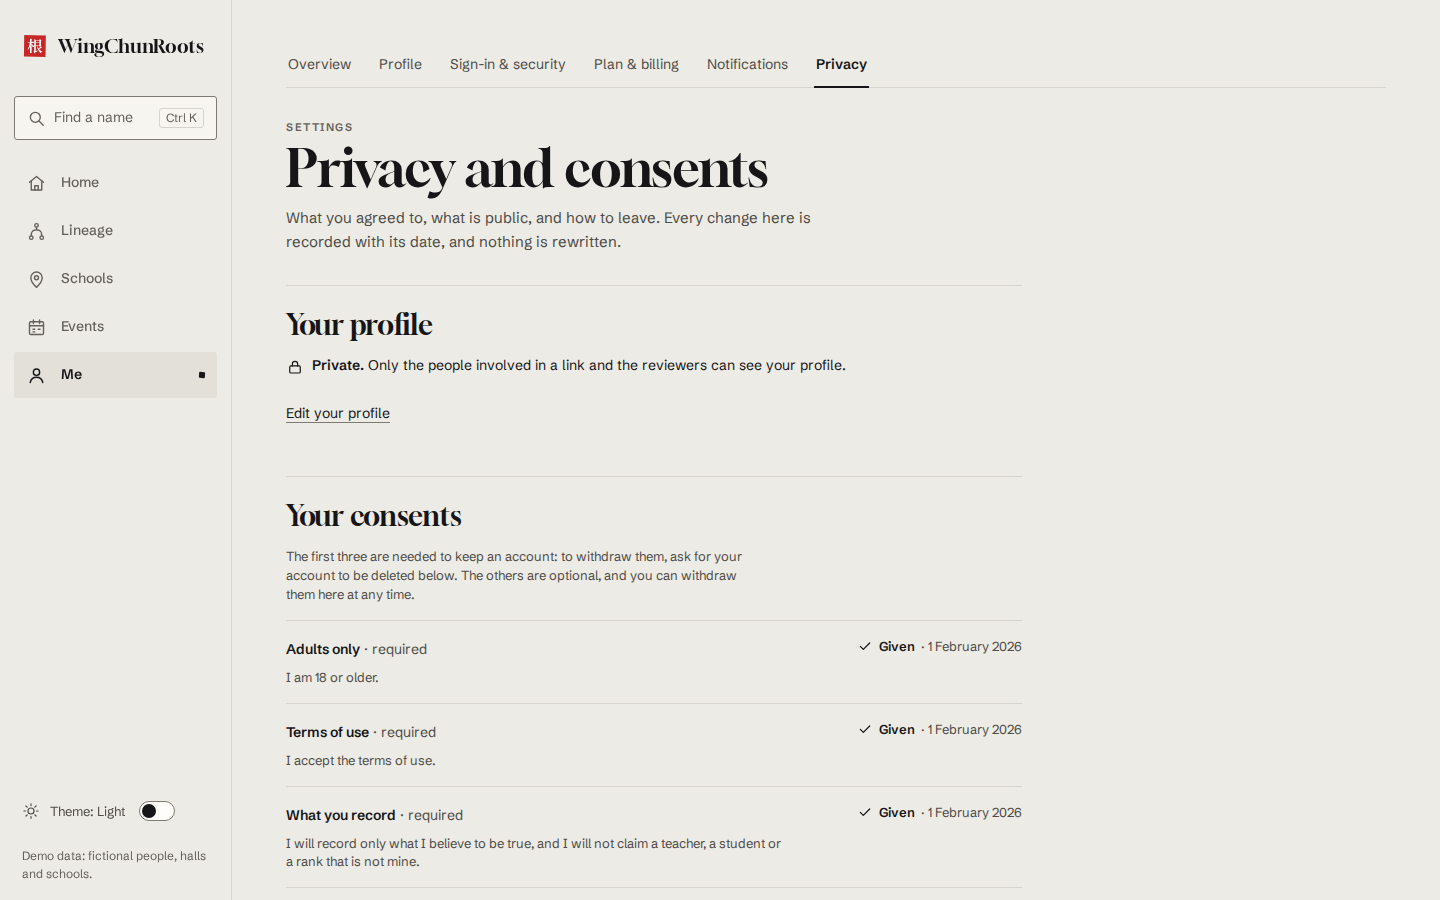 根 WingChunRoots
Find a name Ctrl K
Home
Lineage
Schools
Events
Me
Theme: Light
Demo data: fictional people, halls
and schools.
Overview Profile Sign-in & security Plan & billing Notifications Privacy
SETTINGS
Privacy and consents
What you agreed to, what is public, and how to leave. Every change here is
recorded with its date, and nothing is rewritten.
Your profile
Private. Only the people involved in a link and the reviewers can see your profile.
Edit your profile
Your consents
The first three are needed to keep an account: to withdraw them, ask for your
account to be deleted below. The others are optional, and you can withdraw
them here at any time.
Adults only · required Given · 1 February 2026
I am 18 or older.
Terms of use · required Given · 1 February 2026
I accept the terms of use.
What you record · required Given · 1 February 2026
I will record only what I believe to be true, and I will not claim a teacher, a student or
a rank that is not mine.